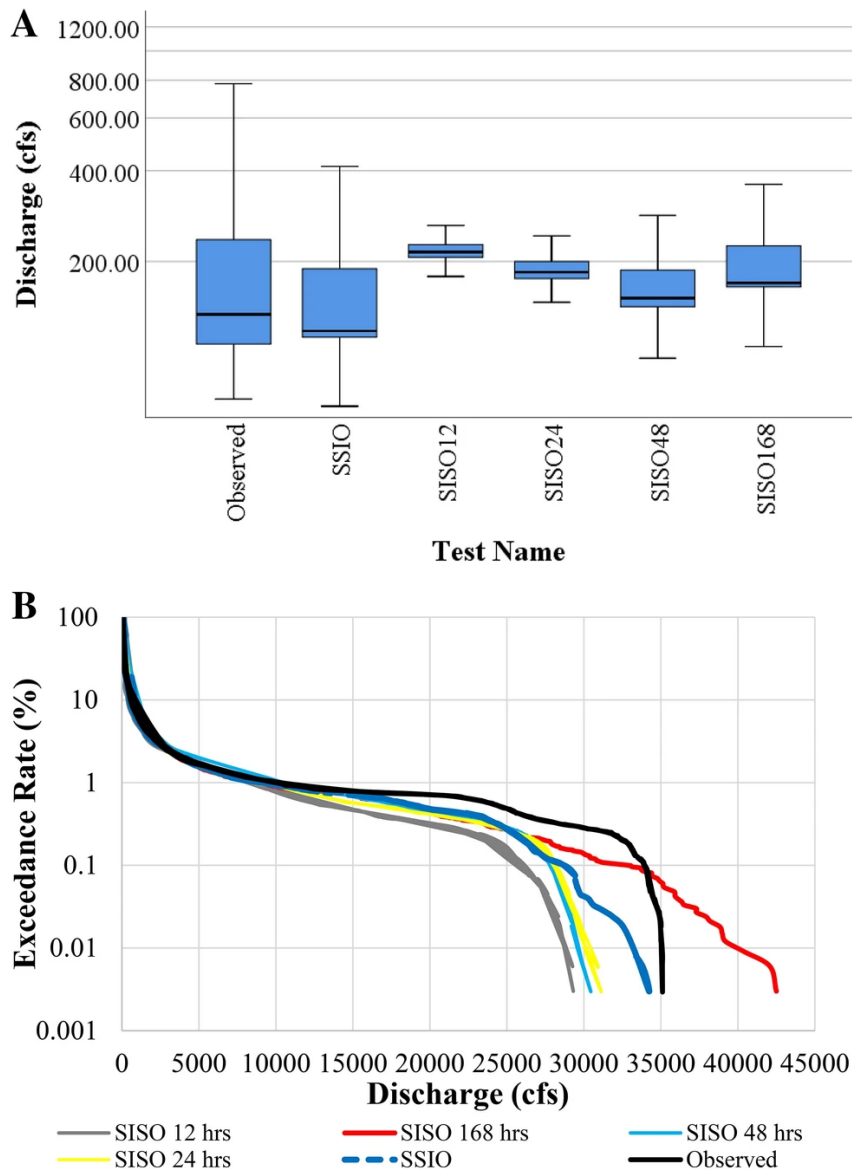 A
1200.00
800.00
600.00
400.00
200.00
Discharge (cfs)
Observed
SSIO
SISO12
SISO24
SISO48
SISO168
Test Name
B
100
10
1
0.1
0.01
0.001
Exceedance Rate (%)
0 5000 10000 15000 20000 25000 30000 35000 40000 45000
Discharge (cfs)
SISO 12 hrs SISO 168 hrs SISO 48 hrs
SISO 24 hrs SSIO Observed